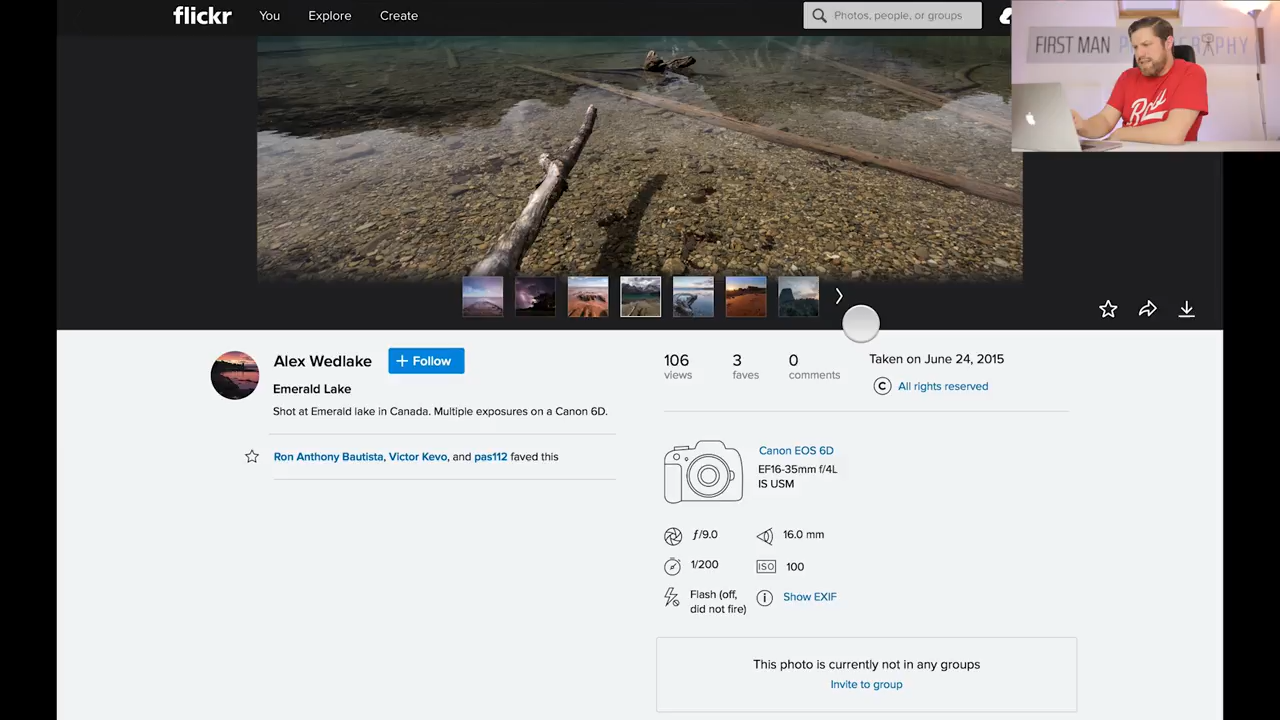 flickr
You
Explore
Create
Photos, people, or groups
FIRST MAN PHOTOGRAPHY
Alex Wedlake
+ Follow
Emerald Lake
Shot at Emerald lake in Canada. Multiple exposures on a Canon 6D.
Ron Anthony Bautista, Victor Kevo, and pas112 faved this
106
views
3
faves
0
comments
Taken on June 24, 2015
© All rights reserved
Canon EOS 6D
EF16-35mm f/4L
IS USM
ƒ/9.0
16.0 mm
1/200
ISO 100
Flash (off,
did not fire)
Show EXIF
This photo is currently not in any groups
Invite to group